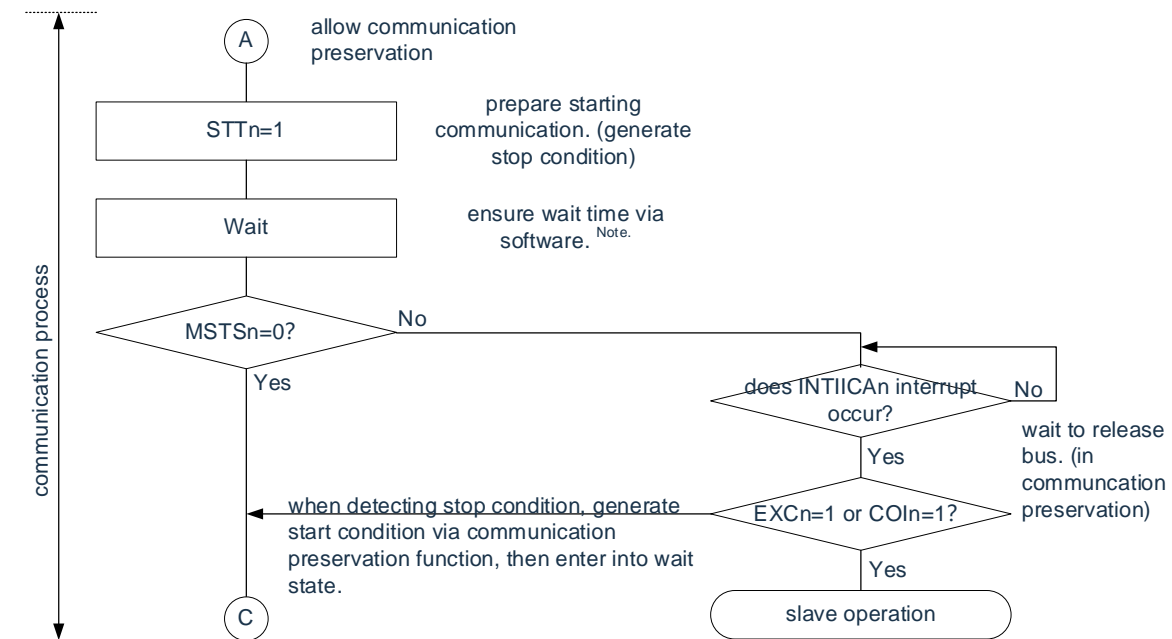 A
allow communication
preservation
STTn=1
prepare starting
communication. (generate
stop condition)
Wait
ensure wait time via
software. Note.
communication process
MSTSn=0?
No
Yes
does INTIICAn interrupt
occur?
No
Yes
wait to release
bus. (in
communcation
preservation)
when detecting stop condition, generate
start condition via communication
preservation function, then enter into wait
state.
EXCn=1 or COIn=1?
Yes
C
slave operation